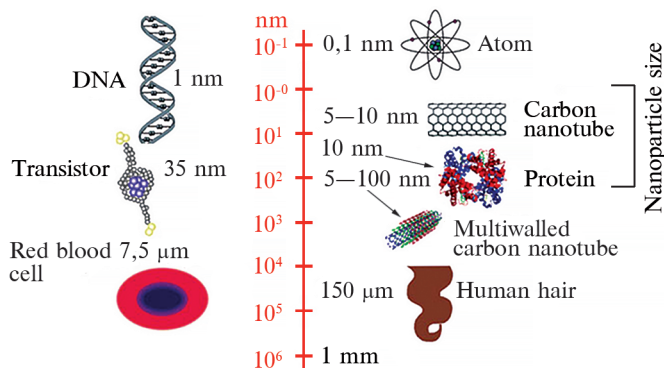 nm
10⁻¹
10⁻⁰
10¹
10²
10³
10⁴
10⁵
10⁶
DNA
1 nm
Transistor
35 nm
Red blood 7,5 µm
cell
0,1 nm
Atom
5—10 nm
Carbon
nanotube
10 nm
5—100 nm
Protein
Multiwalled
carbon nanotube
150 µm
Human hair
1 mm
Nanoparticle size